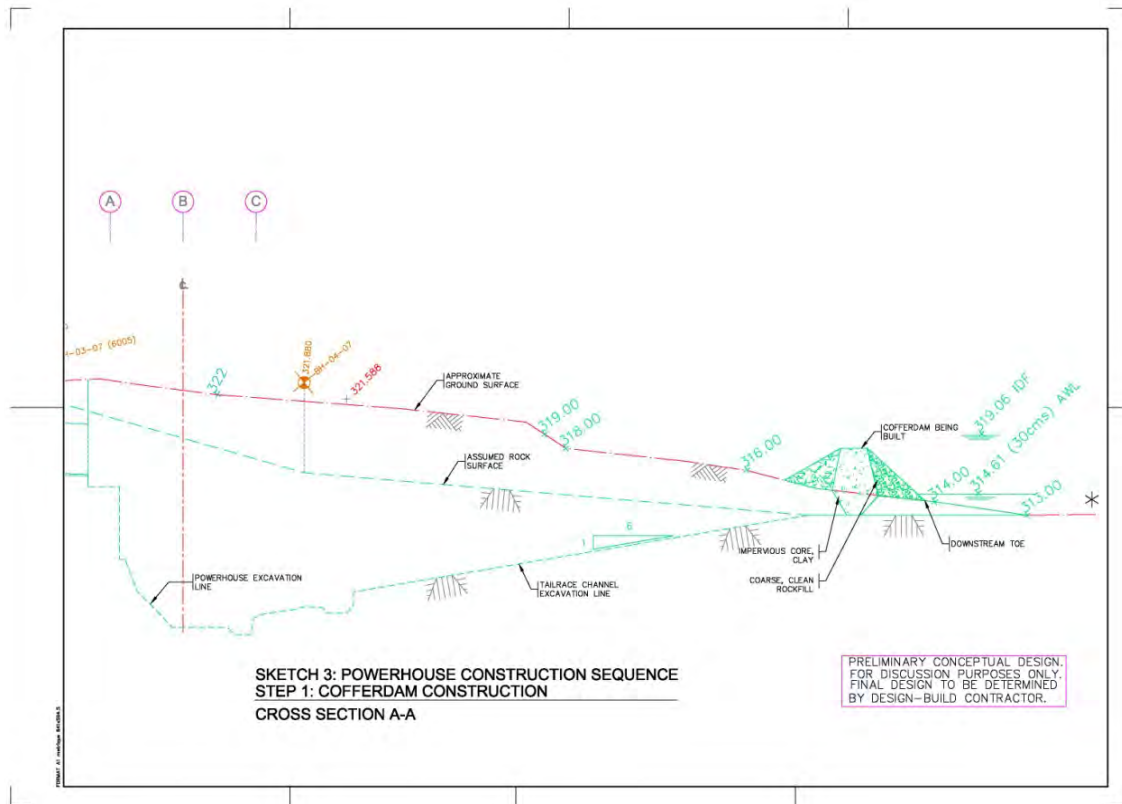 A
B
C
℄
-03-07 (6005)
322
321.880
BH-04-07
321.588
APPROXIMATE
GROUND SURFACE
319.00
318.00
ASSUMED ROCK
SURFACE
316.00
COFFERDAM BEING
BUILT
319.06 IDF
314.61 (30cms) AWL
314.00
313.00
*
6
1
IMPERVIOUS CORE,
CLAY
COARSE, CLEAN
ROCKFILL
DOWNSTREAM TOE
POWERHOUSE EXCAVATION
LINE
TAILRACE CHANNEL
EXCAVATION LINE
SKETCH 3: POWERHOUSE CONSTRUCTION SEQUENCE
STEP 1: COFFERDAM CONSTRUCTION
CROSS SECTION A-A
PRELIMINARY CONCEPTUAL DESIGN.
FOR DISCUSSION PURPOSES ONLY.
FINAL DESIGN TO BE DETERMINED
BY DESIGN-BUILD CONTRACTOR.
FORMAT A1